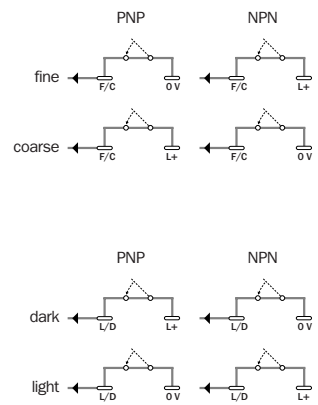 PNP NPN
fine F/C 0 V F/C L+
coarse F/C L+ F/C 0 V
PNP NPN
dark L/D L+ L/D 0 V
light L/D 0 V L/D L+